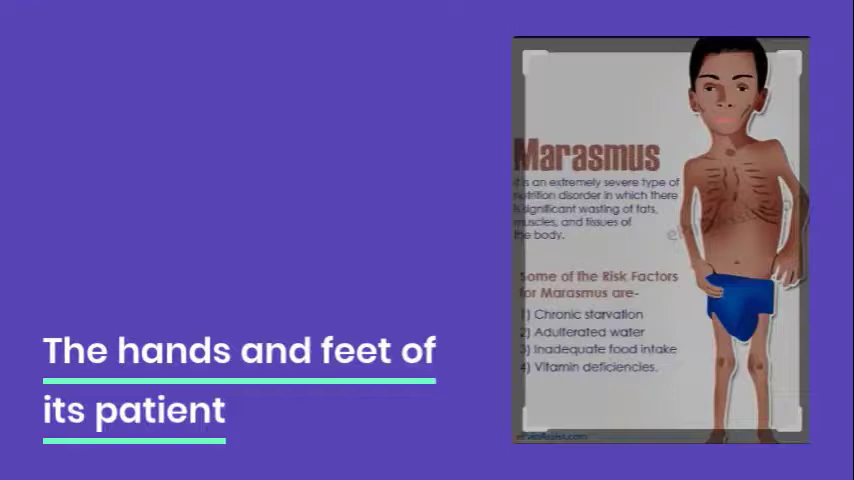 The hands and feet of
its patient
Marasmus
It is an extremely severe type of
nutrition disorder in which there
is significant wasting of fats,
muscles, and tissues of
the body.
Some of the Risk Factors
for Marasmus are-
1) Chronic starvation
2) Adulterated water
3) Inadequate food intake
4) Vitamin deficiencies.